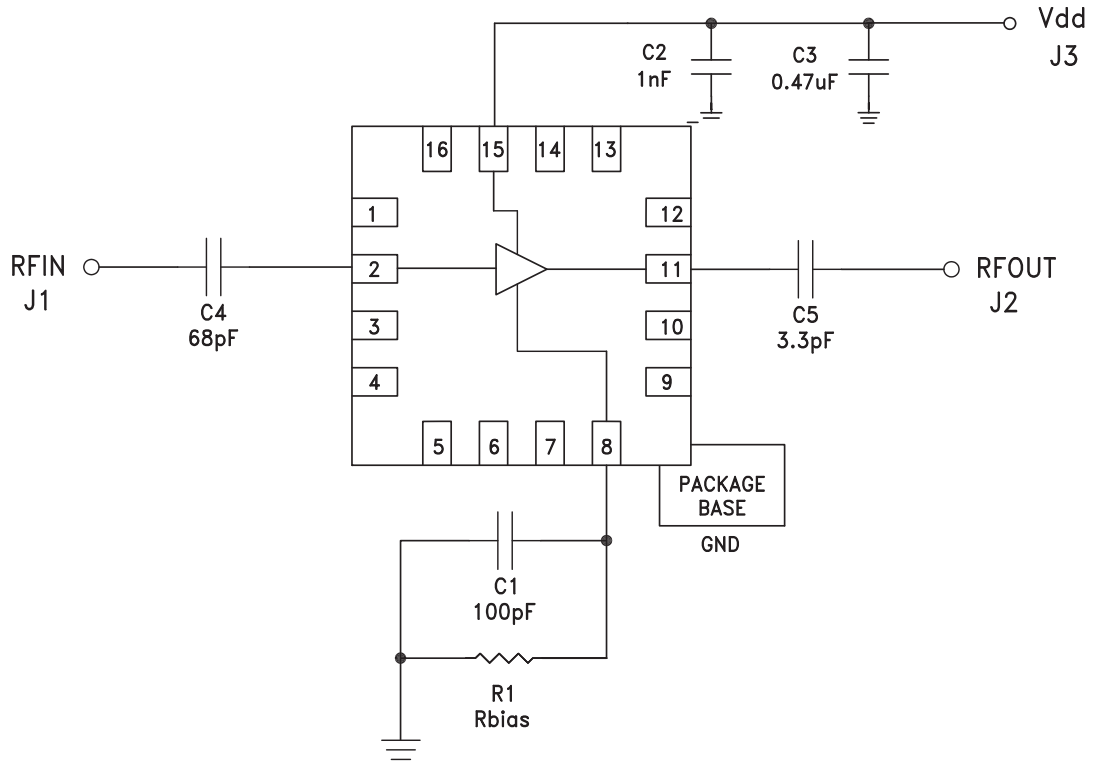 Vdd
J3
C2
1nF
C3
0.47uF
16
15
14
13
1
12
RFIN
J1
C4
68pF
2
11
C5
3.3pF
RFOUT
J2
3
10
4
9
5
6
7
8
PACKAGE
BASE
GND
C1
100pF
R1
Rbias